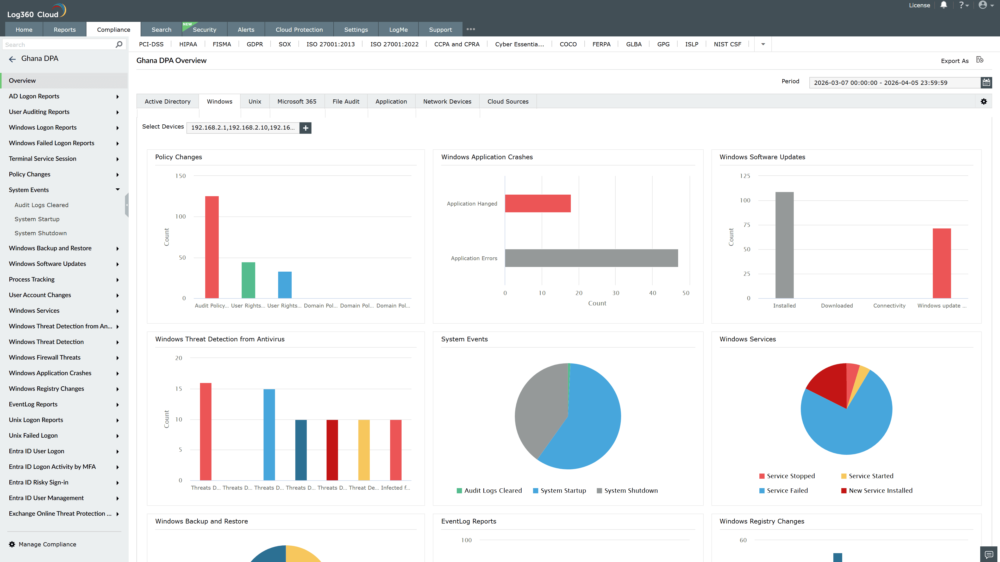 Log360 Cloud
License
?
Home
Reports
Compliance
Search
NEW
Security
Alerts
Cloud Protection
Settings
LogMe
Support
Search
PCI-DSS
HIPAA
FISMA
GDPR
SOX
ISO 27001:2013
ISO 27001:2022
CCPA and CPRA
Cyber Essentia...
COCO
FERPA
GLBA
GPG
ISLP
NIST CSF
Ghana DPA
Overview
AD Logon Reports
User Auditing Reports
Windows Logon Reports
Windows Failed Logon Reports
Terminal Service Session
Policy Changes
System Events
Audit Logs Cleared
System Startup
System Shutdown
Windows Backup and Restore
Windows Software Updates
Process Tracking
User Account Changes
Windows Services
Windows Threat Detection from An...
Windows Threat Detection
Windows Firewall Threats
Windows Application Crashes
Windows Registry Changes
EventLog Reports
Unix Logon Reports
Unix Failed Logon
Entra ID User Logon
Entra ID Logon Activity by MFA
Entra ID Risky Sign-in
Entra ID User Management
Exchange Online Threat Protection ...
Manage Compliance
Ghana DPA Overview
Export As
Period
2026-03-07 00:00:00 - 2026-04-05 23:59:59
Active Directory
Windows
Unix
Microsoft 365
File Audit
Application
Network Devices
Cloud Sources
Select Devices
192.168.2.1,192.168.2.10,192.16...
Policy Changes
150
100
50
0
Count
Audit Policy...
User Rights...
User Rights...
Domain Pol...
Domain Pol...
Domain Pol...
Windows Application Crashes
Application Hanged
Application Errors
0
10
20
30
40
50
Count
Windows Software Updates
125
100
75
50
25
0
Count
Installed
Downloaded
Connectivity
Windows update ...
Windows Threat Detection from Antivirus
20
15
10
5
0
Count
Threats D...
Threats D...
Threats D...
Threats D...
Threats D...
Threat De...
Infected f...
System Events
Audit Logs Cleared
System Startup
System Shutdown
Windows Services
Service Stopped
Service Started
Service Failed
New Service Installed
Windows Backup and Restore
EventLog Reports
100
Windows Registry Changes
60